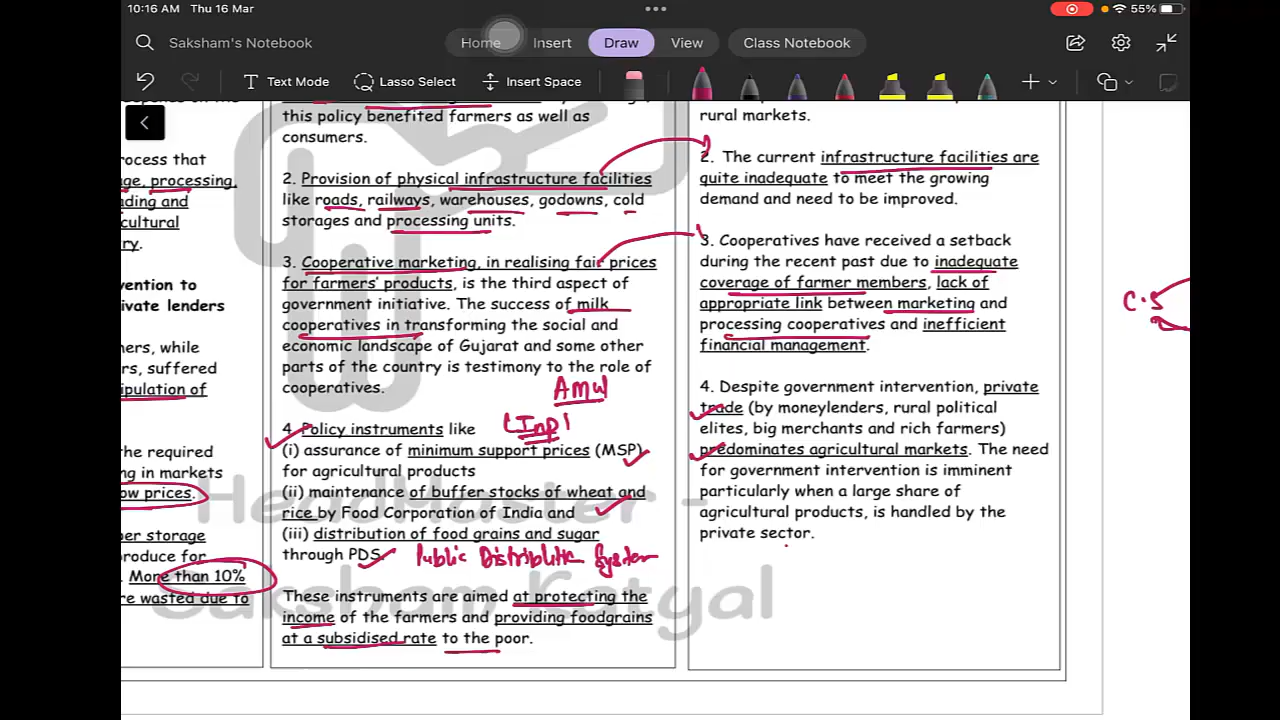 10:16 AM Thu 16 Mar
55%
Saksham's Notebook
Home
Insert
Draw
View
Class Notebook
Text Mode
Lasso Select
Insert Space
rocess that
age, processing,
ading and
cultural
ry.
vention to
ivate lenders
ners, while
rs, suffered
ipulation of
he required
ng in markets
ow prices.
per storage
produce for
. More than 10%
re wasted due to
this policy benefited farmers as well as
consumers.
2. Provision of physical infrastructure facilities
like roads, railways, warehouses, godowns, cold
storages and processing units.
3. Cooperative marketing, in realising fair prices
for farmers' products, is the third aspect of
government initiative. The success of milk
cooperatives in transforming the social and
economic landscape of Gujarat and some other
parts of the country is testimony to the role of
cooperatives.
Amul
4. Policy instruments like
(Imp)
(i) assurance of minimum support prices (MSP)
for agricultural products
(ii) maintenance of buffer stocks of wheat and
rice by Food Corporation of India and
(iii) distribution of food grains and sugar
through PDS. Public Distribution System
These instruments are aimed at protecting the
income of the farmers and providing foodgrains
at a subsidised rate to the poor.
rural markets.
2. The current infrastructure facilities are
quite inadequate to meet the growing
demand and need to be improved.
3. Cooperatives have received a setback
during the recent past due to inadequate
coverage of farmer members, lack of
appropriate link between marketing and
processing cooperatives and inefficient
financial management.
4. Despite government intervention, private
trade (by moneylenders, rural political
elites, big merchants and rich farmers)
predominates agricultural markets. The need
for government intervention is imminent
particularly when a large share of
agricultural products, is handled by the
private sector.
C.S
HeadMaster -
Saksham Katyal